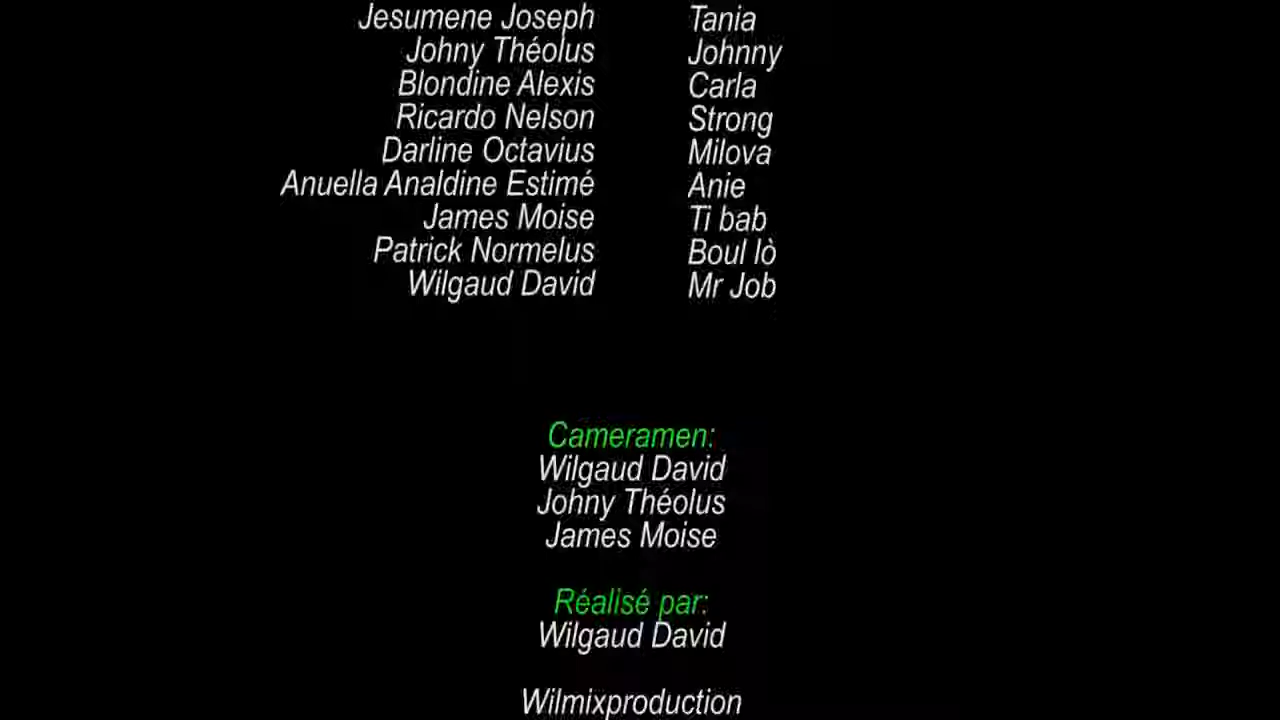 Jesumene Joseph Tania
Johny Théolus Johnny
Blondine Alexis Carla
Ricardo Nelson Strong
Darline Octavius Milova
Anuella Analdine Estimé Anie
James Moise Ti bab
Patrick Normelus Boul lò
Wilgaud David Mr Job
Cameramen:
Wilgaud David
Johny Théolus
James Moise
Réalisé par:
Wilgaud David
Wilmixproduction